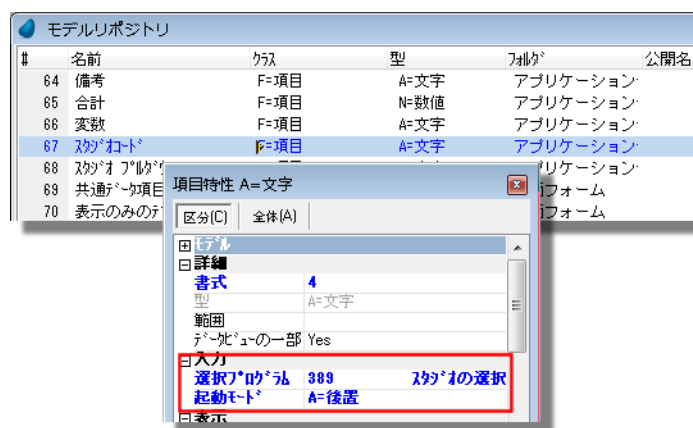 モデルリポジトリ
# 名前 ｸﾗｽ 型 ﾌｫﾙﾀﾞ 公開名
64 備考 F=項目 A=文字 アプリケーション
65 合計 F=項目 N=数値 アプリケーション
66 変数 F=項目 A=文字 アプリケーション
67 ｽﾀｼﾞｵｺｰﾄﾞ F=項目 A=文字 アプリケーション
68 ｽﾀｼﾞｵ ﾌﾟﾙﾀﾞｳ リケーション
69 共通ﾃﾞｰﾀ項目 フォーム
70 表示のみのﾃ フォーム
項目特性 A=文字
区分(C) 全体(A)
モデル
詳細
書式 4
型 A=文字
範囲
ﾃﾞｰﾀﾋﾞｭｰの一部 Yes
入力
選択ﾌﾟﾛｸﾞﾗﾑ 389 ｽﾀｼﾞｵの選択
起動ﾓｰﾄﾞ A=後置
表示